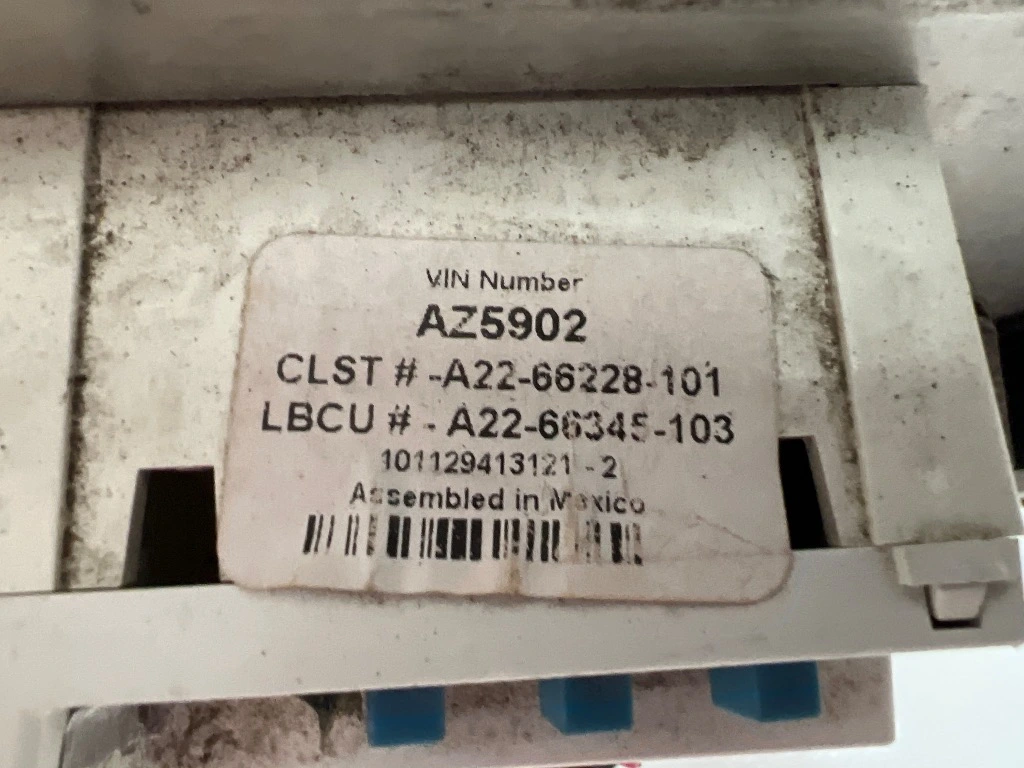 VIN Number
AZ5902
CLST # -A22-66228-101
LBCU # - A22-66345-103
101129413121 - 2
Assembled in Mexico